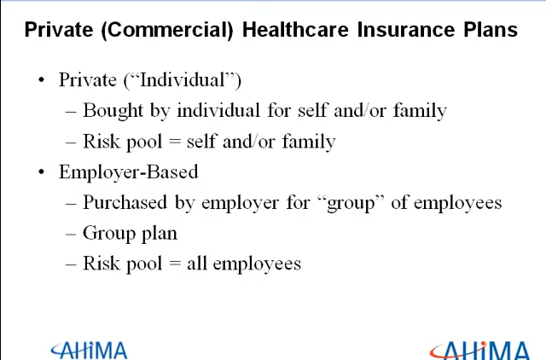 Private (Commercial) Healthcare Insurance Plans
• Private (“Individual”)
– Bought by individual for self and/or family
– Risk pool = self and/or family
• Employer-Based
– Purchased by employer for “group” of employees
– Group plan
– Risk pool = all employees
AHiMA
AHiMA